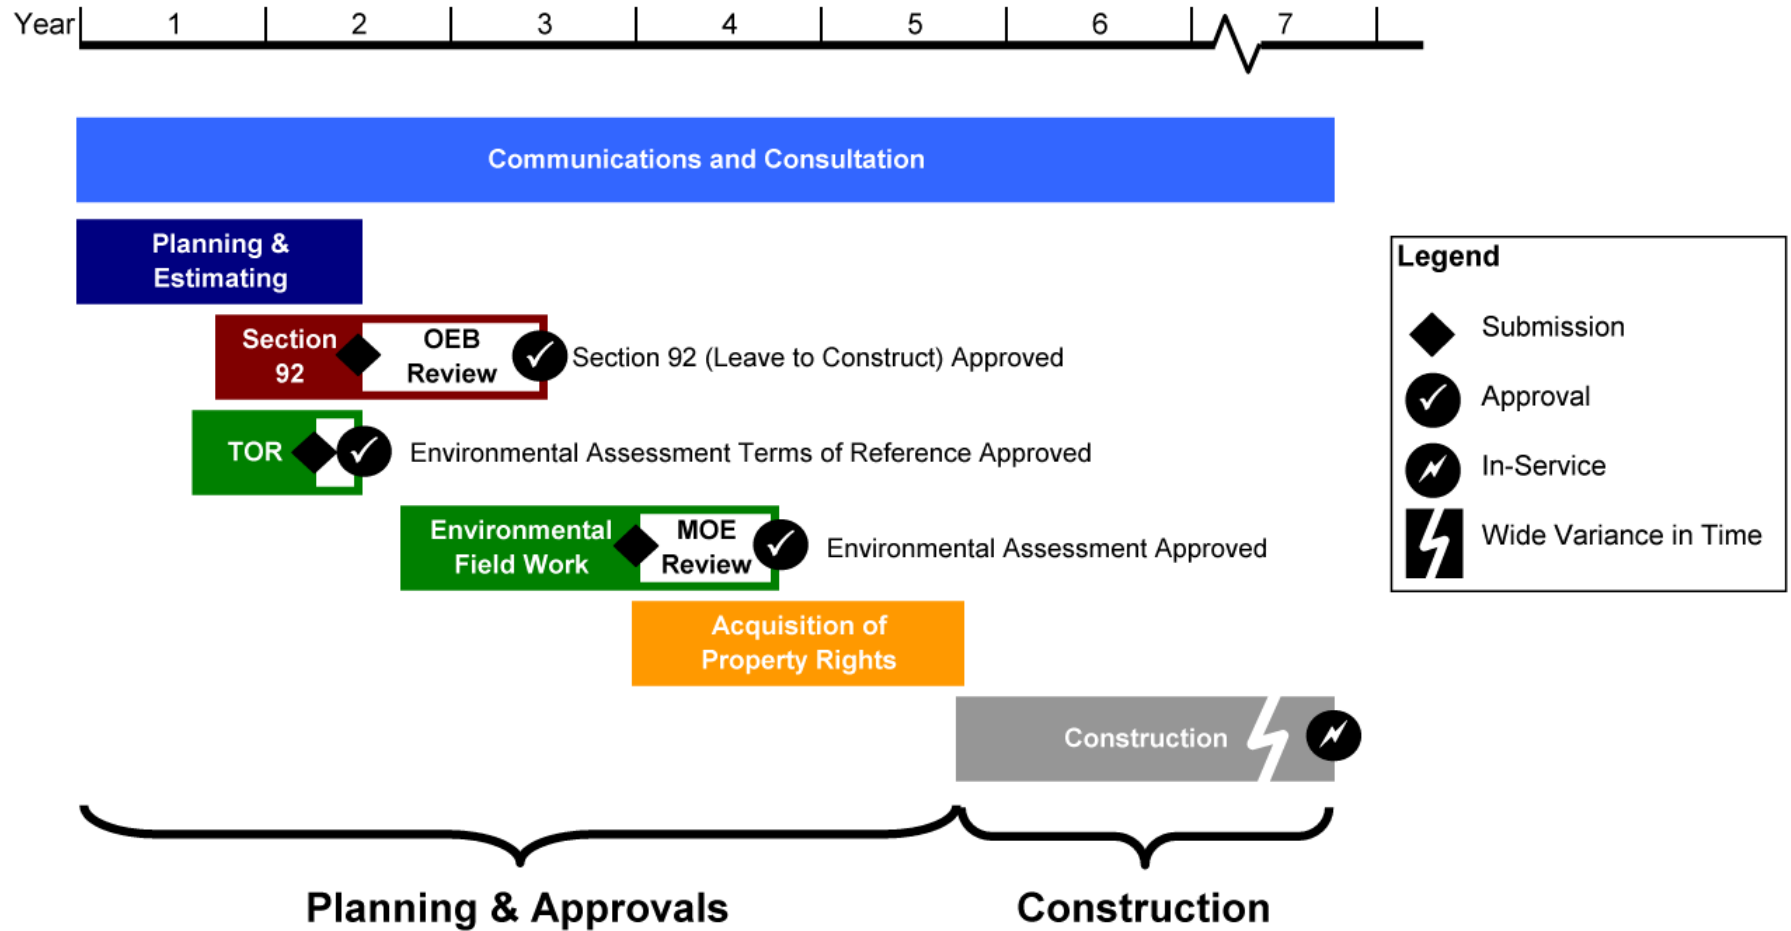 Year 1 2 3 4 5 6 7
Communications and Consultation
Planning &
Estimating
Section
92
OEB
Review
Section 92 (Leave to Construct) Approved
TOR
Environmental Assessment Terms of Reference Approved
Environmental
Field Work
MOE
Review
Environmental Assessment Approved
Acquisition of
Property Rights
Construction
Legend
Submission
Approval
In-Service
Wide Variance in Time
Planning & Approvals
Construction